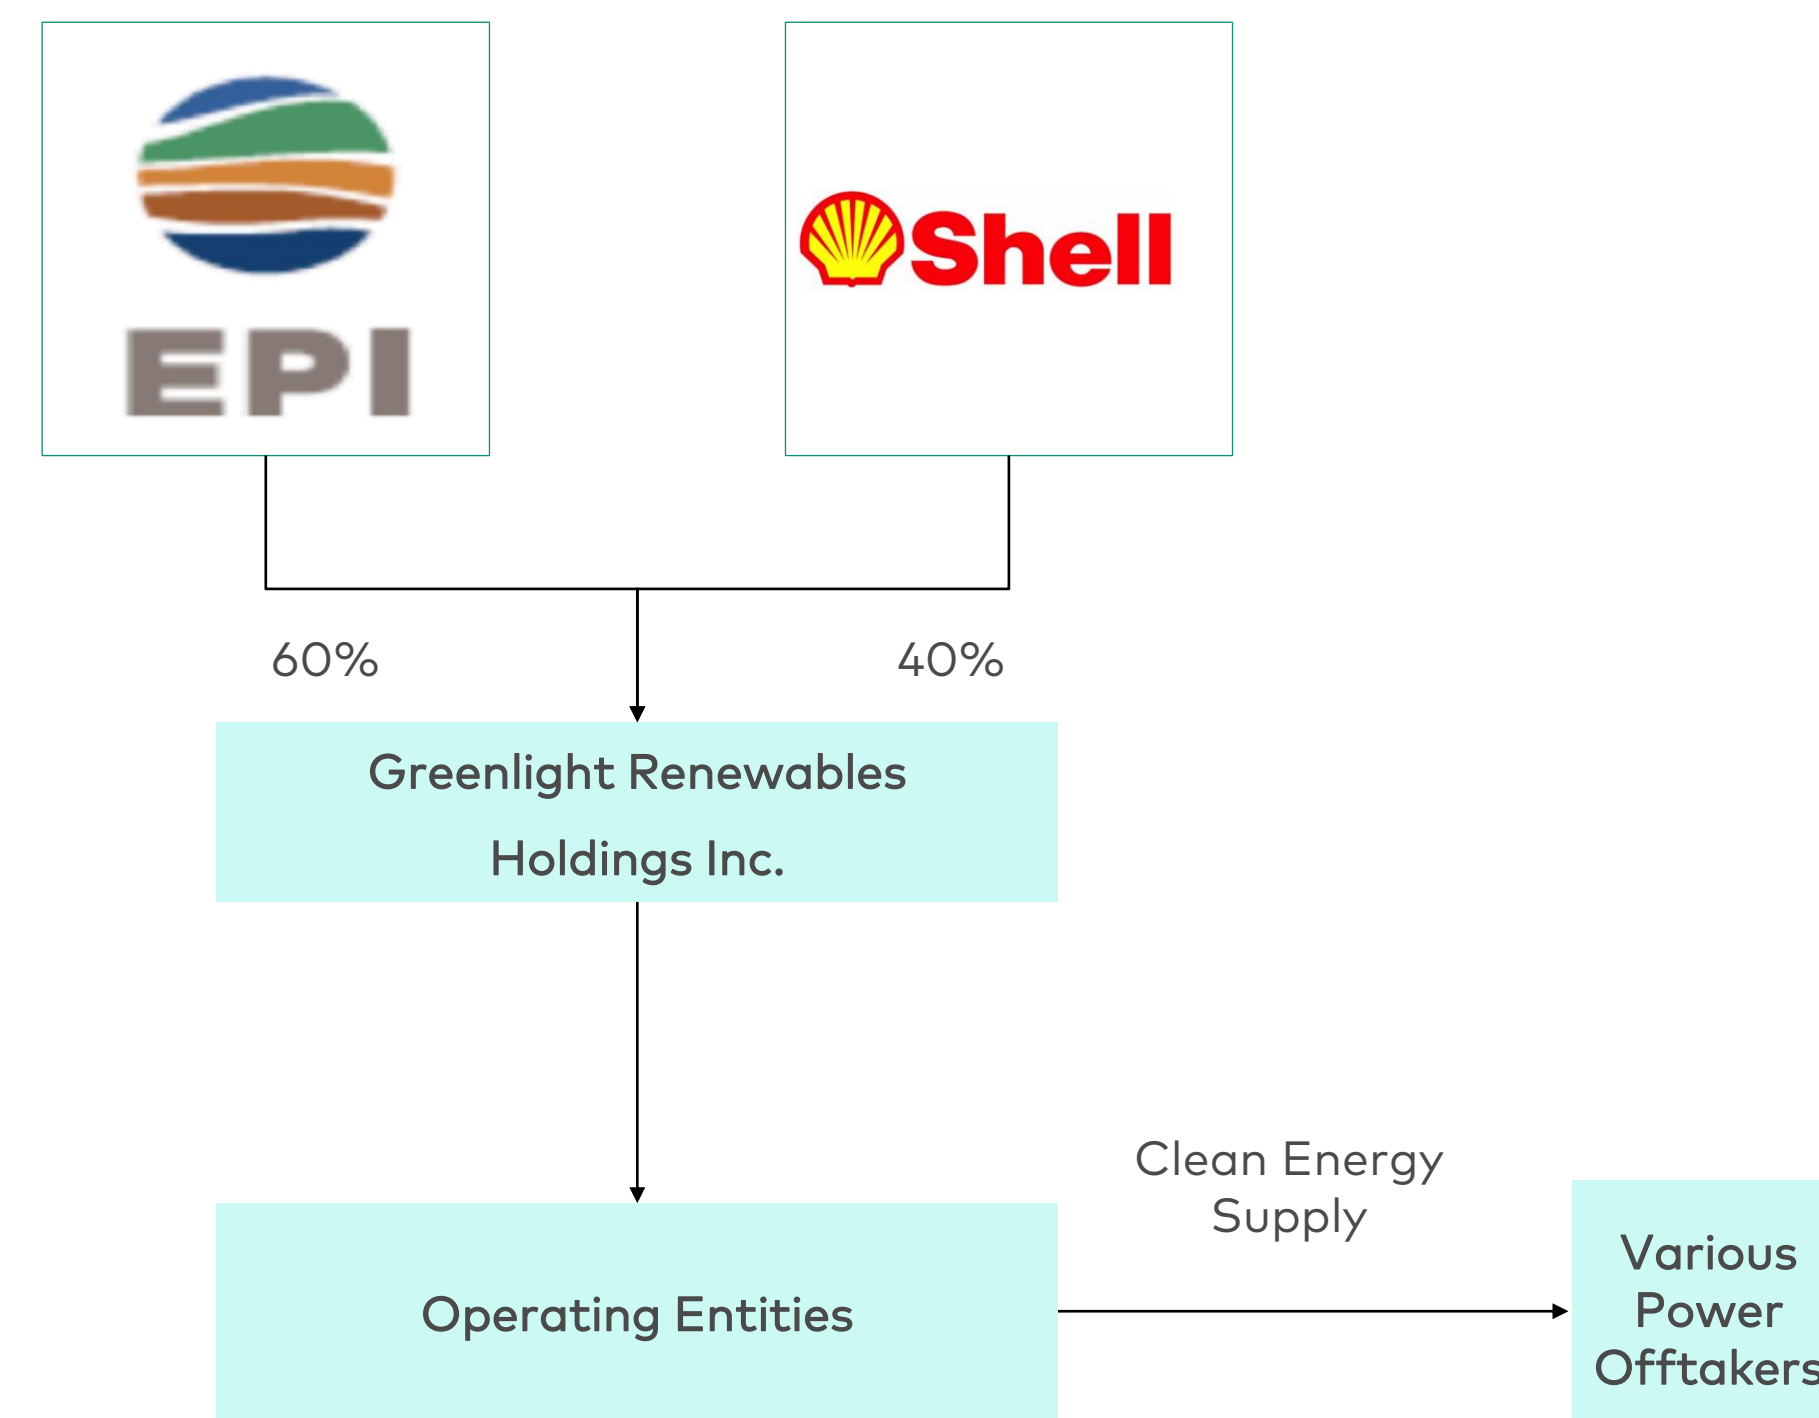 EPI
Shell
60%
40%
Greenlight Renewables
Holdings Inc.
Clean Energy
Supply
Operating Entities
Various
Power
Offtakers